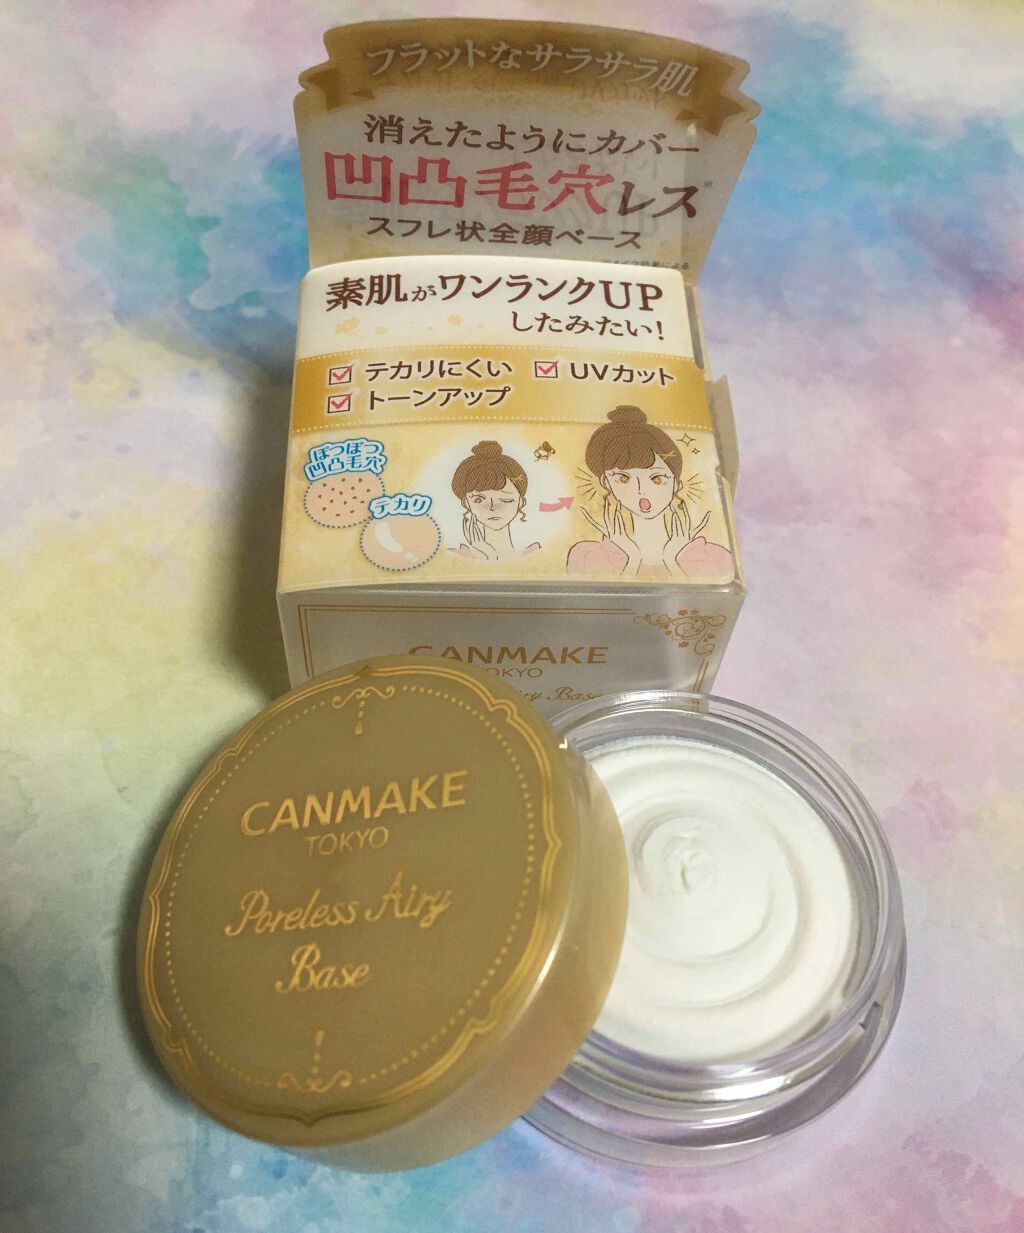 フラットなサラサラ肌
消えたようにカバー
凹凸毛穴レス※
スフレ状全顔ベース
素肌がワンランクUP
したみたい!
テカリにくい UVカット
トーンアップ
ぽつぽつ
凹凸毛穴
テカリ
CANMAKE
TOKYO
Airy Base
CANMAKE
TOKYO
Poreless Airy
Base